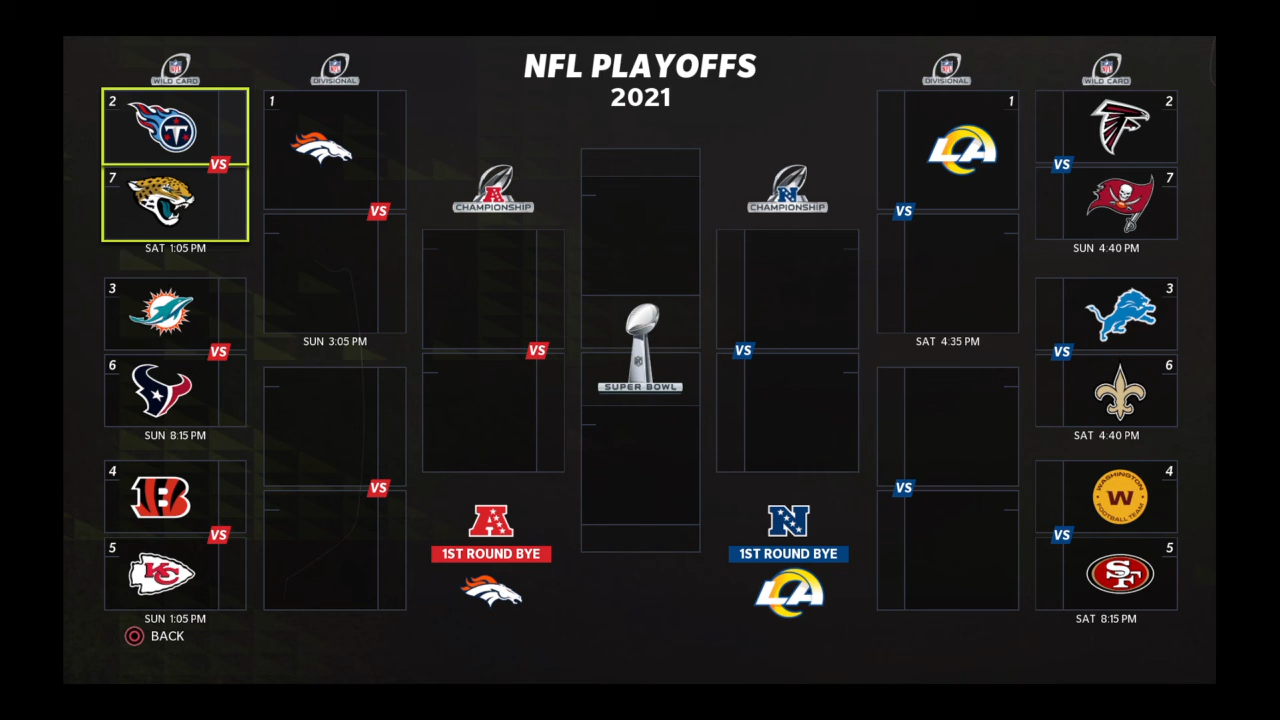 NFL PLAYOFFS
2021
WILD CARD
DIVISIONAL
DIVISIONAL
WILD CARD
2
VS
7
SAT 1:05 PM
3
VS
6
SUN 8:15 PM
4
VS
5
SUN 1:05 PM
1
VS
SUN 3:05 PM
VS
A
CHAMPIONSHIP
VS
SUPER BOWL
N
CHAMPIONSHIP
VS
1
VS
SAT 4:35 PM
VS
2
VS
7
SUN 4:40 PM
3
VS
6
SAT 4:40 PM
4
WASHINGTON
W
FOOTBALL TEAM
VS
5
SF
SAT 8:15 PM
T
B
KC
LA
A
1ST ROUND BYE
N
1ST ROUND BYE
LA
BACK